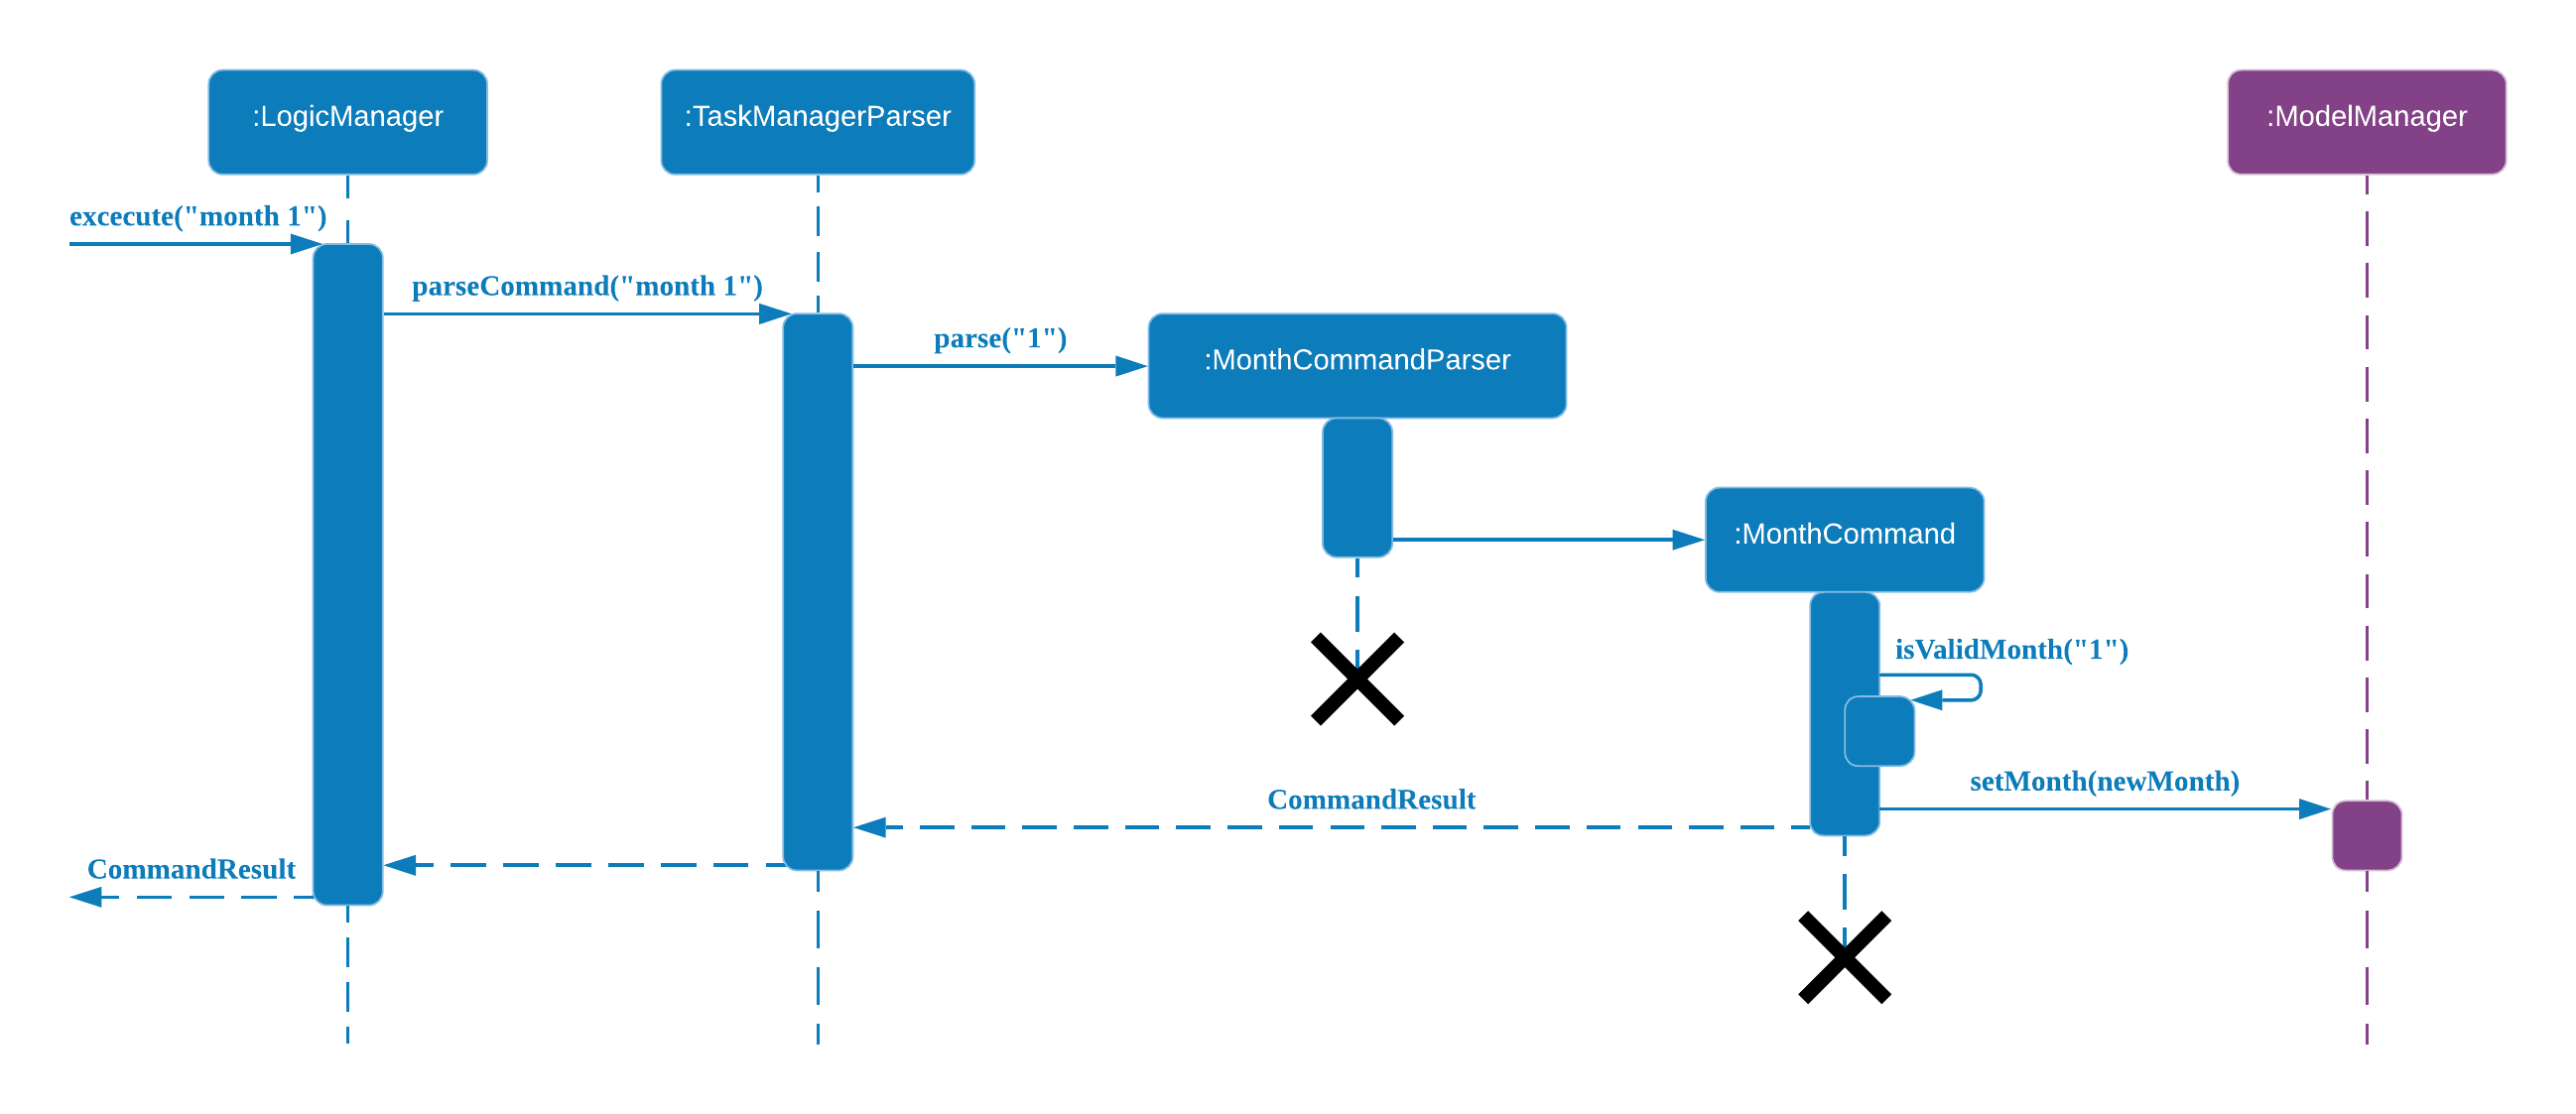 :LogicManager
:TaskManagerParser
:ModelManager
excecute("month 1")
parseCommand("month 1")
parse("1")
:MonthCommandParser
:MonthCommand
isValidMonth("1")
setMonth(newMonth)
CommandResult
CommandResult